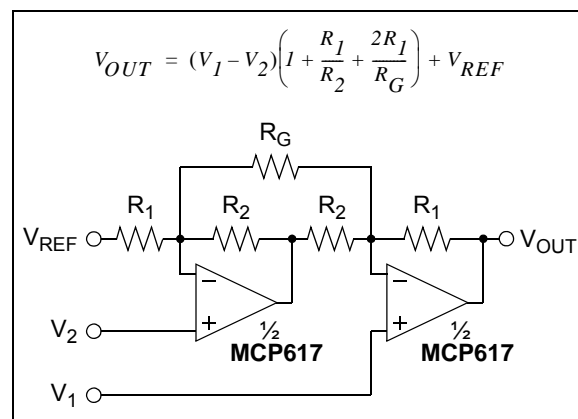 V_OUT = (V_1 – V_2)(1 + R_1/R_2 + 2R_1/R_G) + V_REF
R_G
R_1 R_2 R_2 R_1
V_REF V_OUT
– –
V_2 + +
½ ½
MCP617 MCP617
V_1